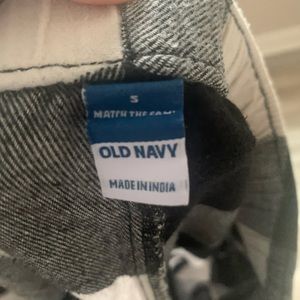 S
MATCH THE FAM.
OLD NAVY
MADE IN INDIA